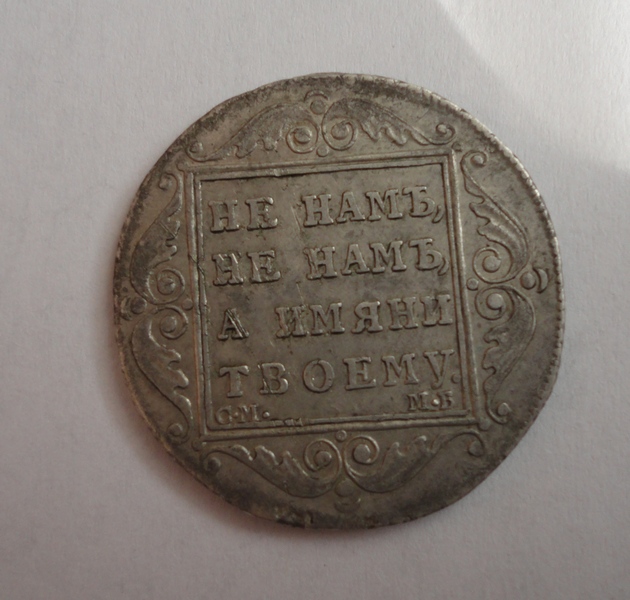 НЕ НАМЪ,
НЕ НАМЪ,
А ИМЯНИ
ТВОЕМУ.
С·М· М·Б